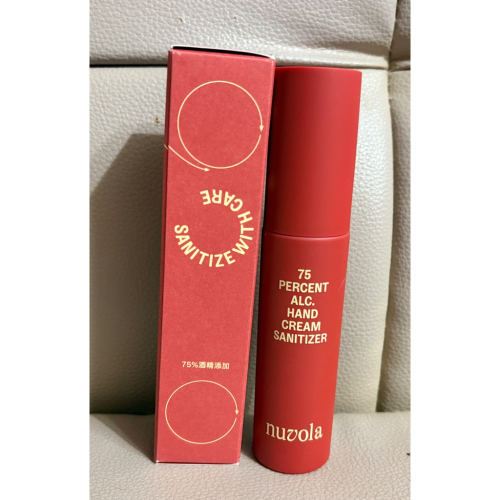 SANITIZE WITH CARE
75%酒精添加
75
PERCENT
ALC.
HAND
CREAM
SANITIZER
nuvola